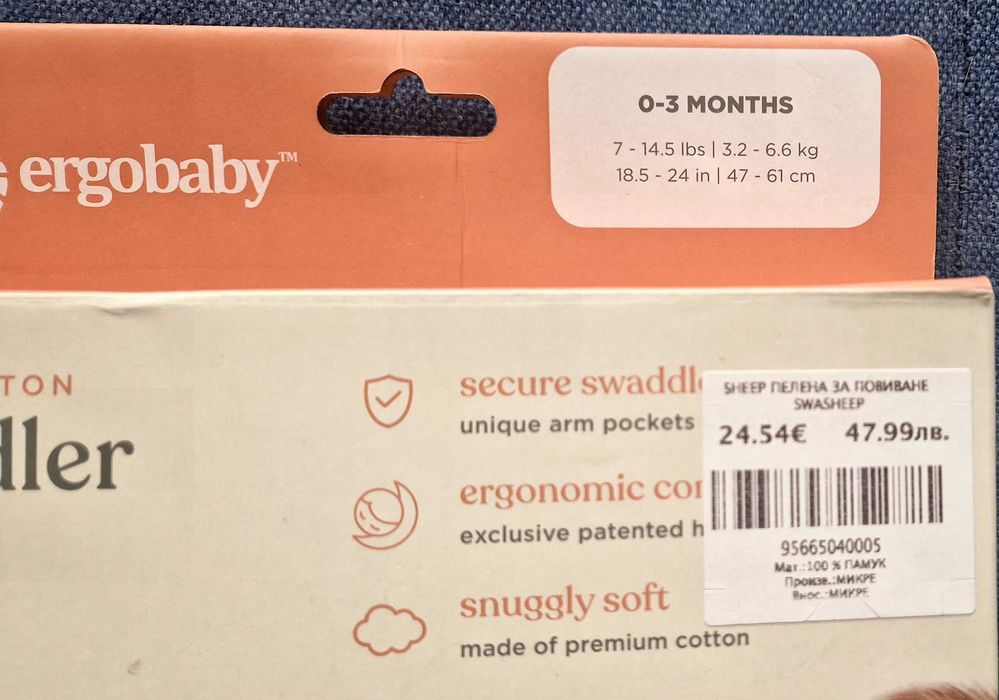 ergobaby™
0-3 MONTHS
7 - 14.5 lbs | 3.2 - 6.6 kg
18.5 - 24 in | 47 - 61 cm
TON
dler
secure swaddl
unique arm pockets
ergonomic co
exclusive patented h
snuggly soft
made of premium cotton
SHEEP ПЕЛЕНА ЗА ПОВИВАНЕ
SWASHEEP
24.54€ 47.99лв.
95665040005
Мат.:100 % ПАМУК
Произв.:МИКРЕ
Внос.:МИКРЕ